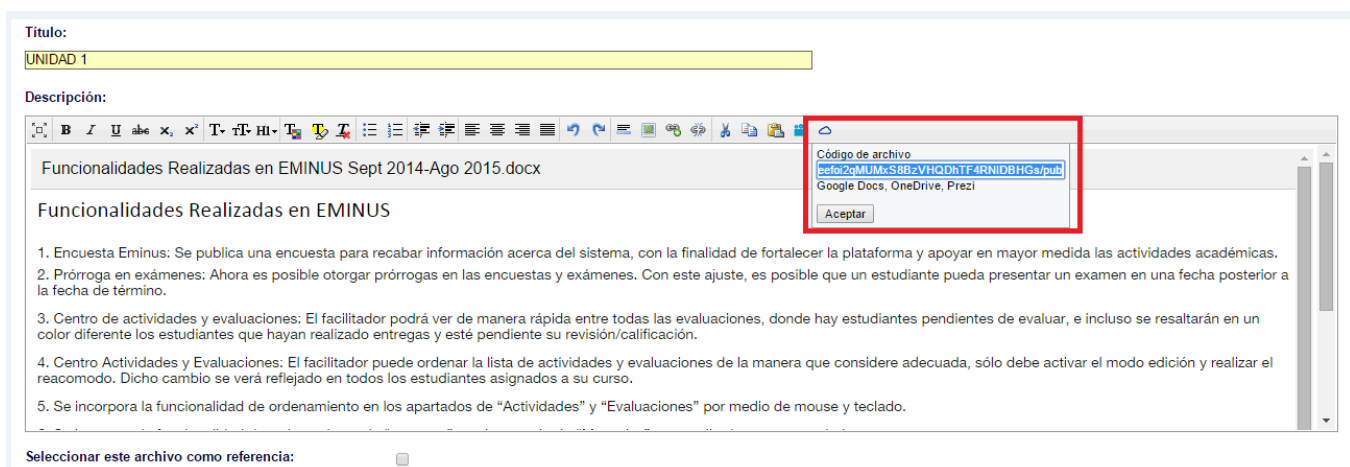 Título:
UNIDAD 1
Descripción:
B I U abc X₂ X² T TT H1 T T T
Código de archivo
eefoi2qMUMxS8BzVHQDhTF4RNIDBHGs/pub
Google Docs, OneDrive, Prezi
Aceptar
Funcionalidades Realizadas en EMINUS Sept 2014-Ago 2015.docx
Funcionalidades Realizadas en EMINUS
1. Encuesta Eminus: Se publica una encuesta para recabar información acerca del sistema, con la finalidad de fortalecer la plataforma y apoyar en mayor medida las actividades académicas.
2. Prórroga en exámenes: Ahora es posible otorgar prórrogas en las encuestas y exámenes. Con este ajuste, es posible que un estudiante pueda presentar un examen en una fecha posterior a
la fecha de término.
3. Centro de actividades y evaluaciones: El facilitador podrá ver de manera rápida entre todas las evaluaciones, donde hay estudiantes pendientes de evaluar, e incluso se resaltarán en un
color diferente los estudiantes que hayan realizado entregas y esté pendiente su revisión/calificación.
4. Centro Actividades y Evaluaciones: El facilitador puede ordenar la lista de actividades y evaluaciones de la manera que considere adecuada, sólo debe activar el modo edición y realizar el
reacomodo. Dicho cambio se verá reflejado en todos los estudiantes asignados a su curso.
5. Se incorpora la funcionalidad de ordenamiento en los apartados de “Actividades” y “Evaluaciones” por medio de mouse y teclado.
Seleccionar este archivo como referencia: